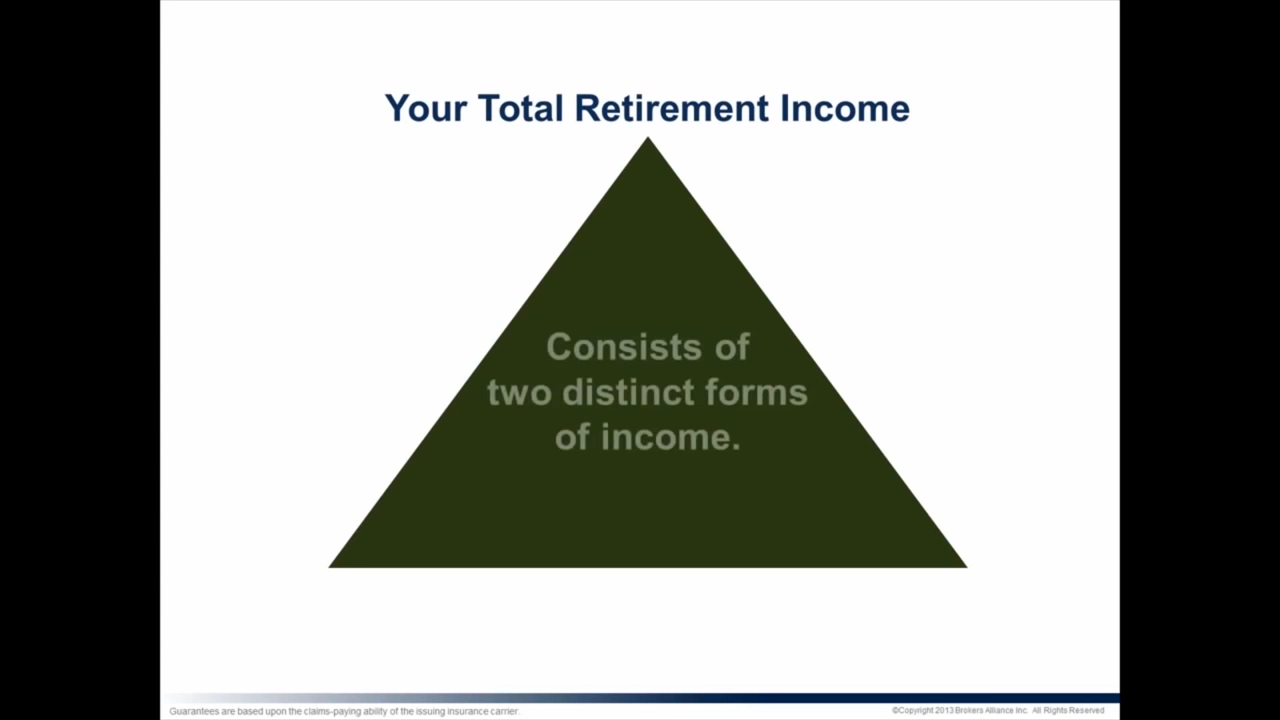 Your Total Retirement Income
Consists of
two distinct forms
of income.
Guarantees are based upon the claims-paying ability of the issuing insurance carrier.
©Copyright 2013 Brokers Alliance Inc. All Rights Reserved